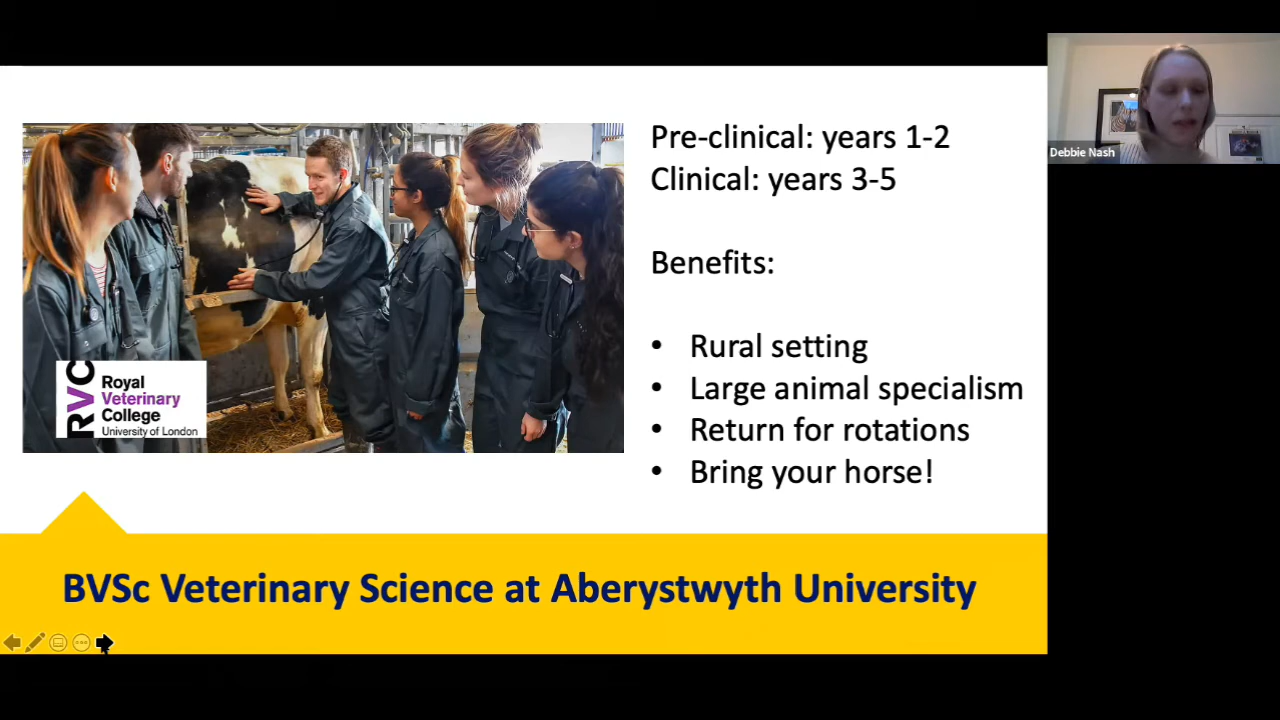 Pre-clinical: years 1-2
Clinical: years 3-5
Benefits:
• Rural setting
• Large animal specialism
• Return for rotations
• Bring your horse!
RVC
Royal
Veterinary
College
University of London
BVSc Veterinary Science at Aberystwyth University
Debbie Nash